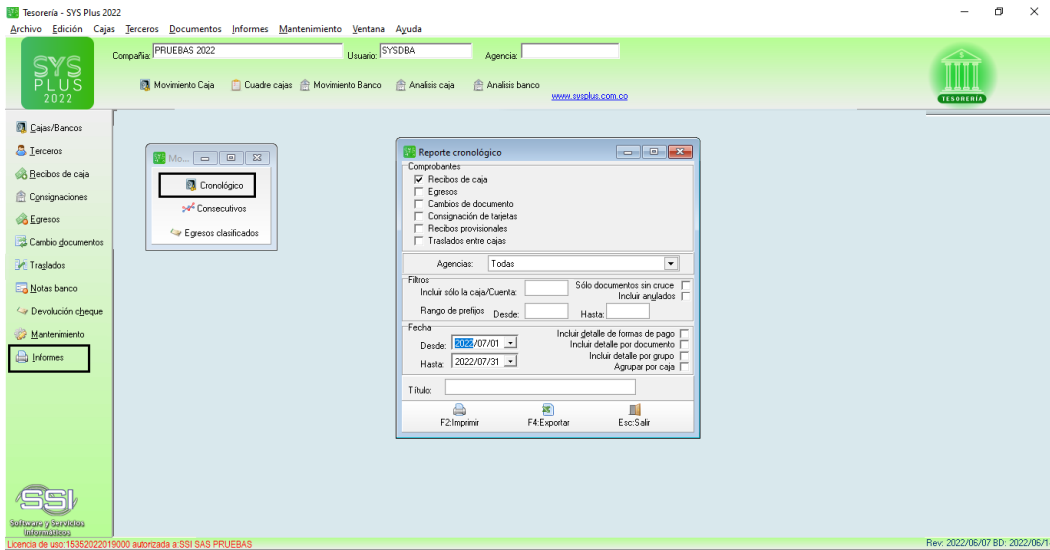 Tesorería - SYS Plus 2022
Archivo Edición Cajas Terceros Documentos Informes Mantenimiento Ventana Ayuda
SYS
PLUS
2022
Compañia: PRUEBAS 2022 Usuario: SYSDBA Agencia:
Movimiento Caja Cuadre cajas Movimiento Banco Analisis caja Analisis banco
www.sysplus.com.co
TESORERÍA
Cajas/Bancos
Terceros
Recibos de caja
Consignaciones
Egresos
Cambio documentos
Traslados
Notas banco
Devolución cheque
Mantenimiento
Informes
Mo...
Cronológico
Consecutivos
Egresos clasificados
Reporte cronológico
Comprobantes
Recibos de caja
Egresos
Cambios de documento
Consignación de tarjetas
Recibos provisionales
Traslados entre cajas
Agencias: Todas
Filtros
Incluir sólo la caja/Cuenta: Sólo documentos sin cruce
Incluir anulados
Rango de prefijos Desde: Hasta:
Fecha
Desde: 2022/07/01
Hasta: 2022/07/31
Incluir detalle de formas de pago
Incluir detalle por documento
Incluir detalle por grupo
Agrupar por caja
Título:
F2:Imprimir F4:Exportar Esc:Salir
SSI
Software y Servicios
Informáticos
Licencia de uso:15352022019000 autorizada a:SSI SAS PRUEBAS
Rev: 2022/06/07 BD: 2022/06/1